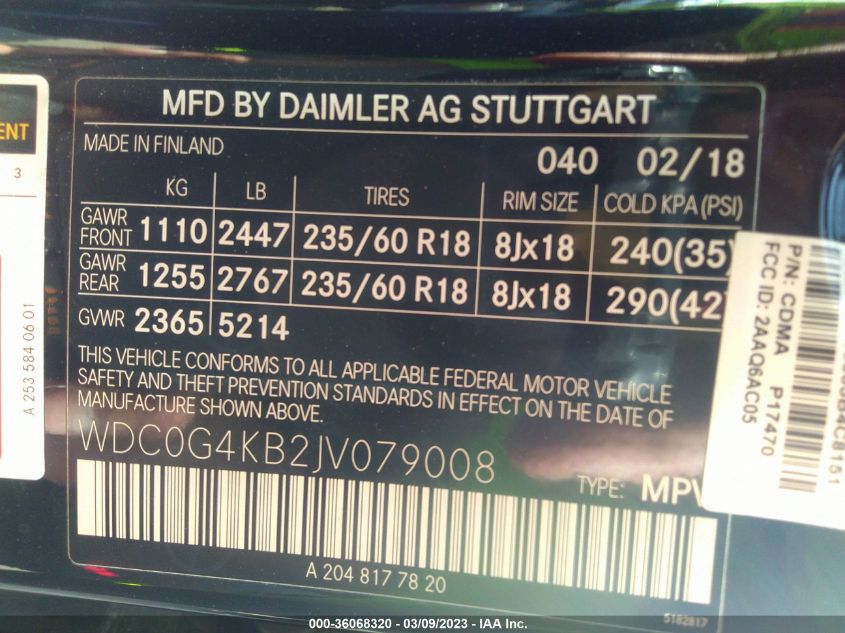 MFD BY DAIMLER AG STUTTGART
MADE IN FINLAND 040 02/18
KG LB TIRES RIM SIZE COLD KPA (PSI)
GAWR FRONT 1110 2447 235/60 R18 8Jx18 240(35)
GAWR REAR 1255 2767 235/60 R18 8Jx18 290(42
GVWR 2365 5214
THIS VEHICLE CONFORMS TO ALL APPLICABLE FEDERAL MOTOR VEHICLE
SAFETY AND THEFT PREVENTION STANDARDS IN EFFECT ON THE DATE OF
MANUFACTURE SHOWN ABOVE.
WDC0G4KB2JV079008
TYPE: MPV
A 204 817 78 20
5182817
ENT
3
A 253 584 06 01
P/N: CDMA P17470
FCC ID: 2AAQ6AC05
000-36068320 - 03/09/2023 - IAA Inc.